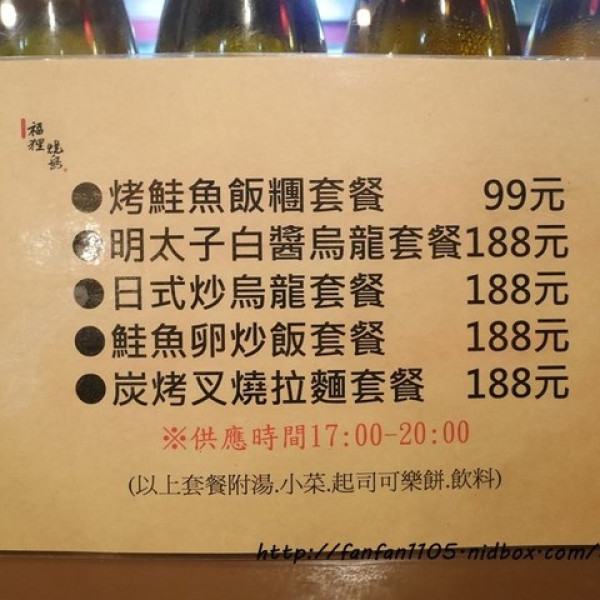 福狸
燒鳥
●烤鮭魚飯糰套餐 99元
●明太子白醬烏龍套餐188元
●日式炒烏龍套餐 188元
●鮭魚卵炒飯套餐 188元
●炭烤叉燒拉麵套餐 188元
※供應時間17:00-20:00
(以上套餐附湯.小菜.起司可樂餅.飲料)
http://fanfan1105.nidbox.com/